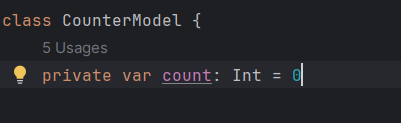 class CounterModel {
5 Usages
private var count: Int = 0